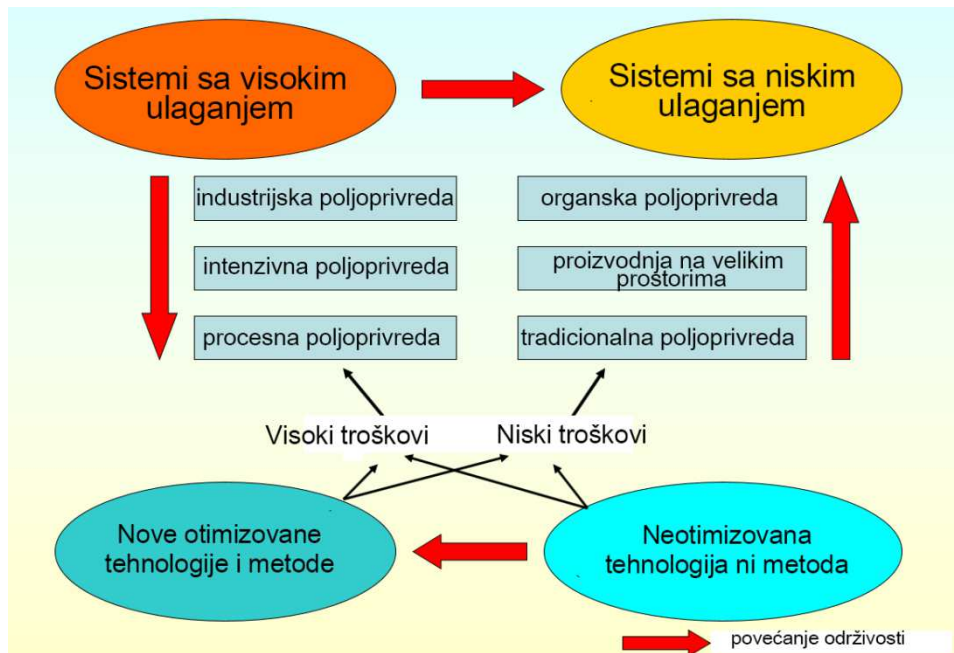 Sistemi sa visokim
ulaganjem
Sistemi sa niskim
ulaganjem
industrijska poljoprivreda
organska poljoprivreda
intenzivna poljoprivreda
proizvodnja na velikim
proštorima
procesna poljoprivreda
tradicionalna poljoprivreda
Visoki troškovi
Niski troškovi
Nove otimizovane
tehnologije i metode
Neotimizovana
tehnologija ni metoda
povećanje održivosti